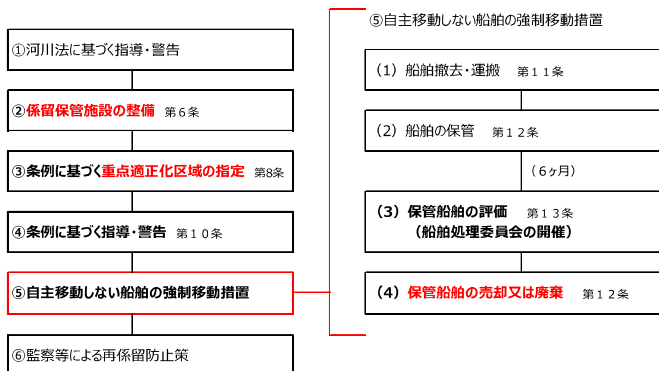 ①河川法に基づく指導・警告
②係留保管施設の整備 第６条
③条例に基づく重点適正化区域の指定 第8条
④条例に基づく指導・警告 第１０条
⑤自主移動しない船舶の強制移動措置
⑥監察等による再係留防止策
⑤自主移動しない船舶の強制移動措置
（１）船舶撤去・運搬 第１１条
（２）船舶の保管 第１２条
（６ヶ月）
（３）保管船舶の評価 第１３条
（船舶処理委員会の開催）
（４）保管船舶の売却又は廃棄 第１２条